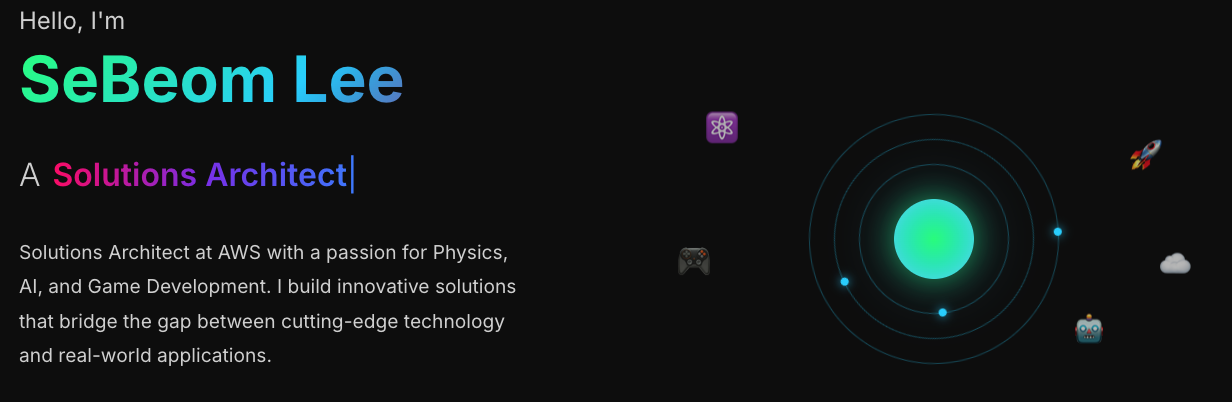 Hello, I'm
SeBeom Lee
A Solutions Architect
Solutions Architect at AWS with a passion for Physics,
AI, and Game Development. I build innovative solutions
that bridge the gap between cutting-edge technology
and real-world applications.